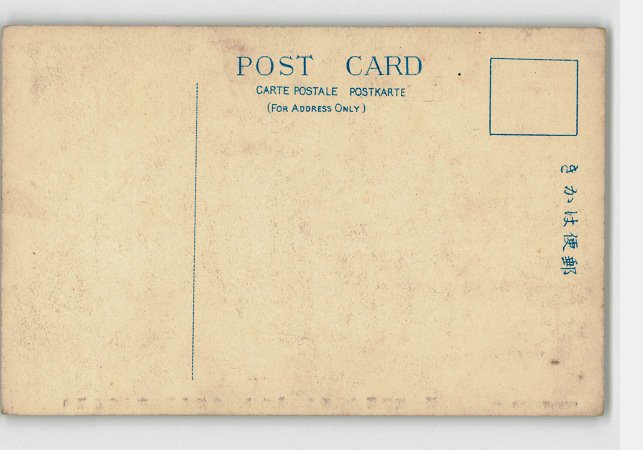 POST CARD
CARTE POSTALE POSTKARTE
(FOR ADDRESS ONLY)
きかは便郵